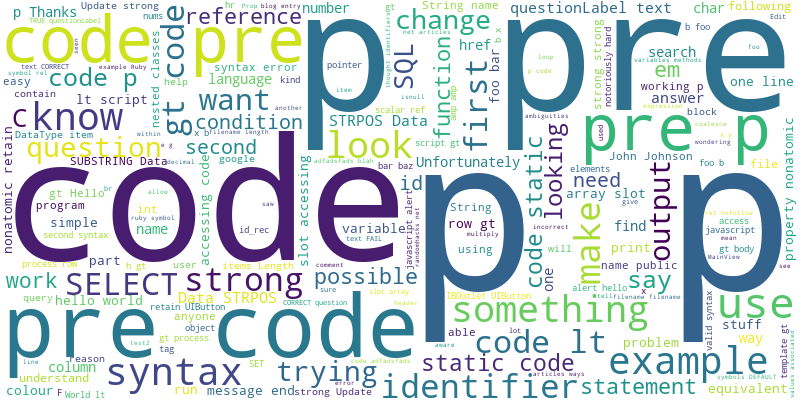 p Thanks
Update strong
nums
hr
Prop
blog entry
number
String name
questionLabel text
char
following
TRUE questionLabel
code
pre
gt code
reference
change
net articles
Edit
b foo
foo
seen
p
pre
text CORRECT
example Ruby
symbol rel
syntax error
language
kind
nested classes
pointer
SQL
function
href
foo bar
b x
thought identifiers
loop
p code
strong strong
notoriously hard
search
variables methods
easy
code p
help
item
isnull
first
em
working p
one line
contain
lt script
gt
want
another
scalar ref
amp amp
answer
expression
c
know
condition
STRPOS Data
ambiguities
used
block
coalesce
pre p
DataType item
within
x b
filename length
script gt
x y
wondering
nonatomic retain
question
second
adfadsfads blah
look
looking
John Johnson
SUBSTRING Data
decimal
google
bar baz
Unfortunately
foo b
file
code
elements
gt Hello
br
int
allow
id
need
output
property nonatomic
program
ruby symbol
saw
String
array slot
give
p
rel nofollow
simple
name
accessing code
id_rec
variable
row gt
code static
make
find
access
javascript
second syntax
text FAIL
multiply
incorrect
mean
slot accessing
javascript alert
randomhacks net
using
will
print
gt body
process row
h gt
user
items Length
comment
one
name public
MainView
see
part
work
SELECT
strong
possible
alert hello
say
column
query
hello world
Data STRPOS
sure
slot array
IBOutlet UIButton
something
tell
filename filename
use
valid syntax
retain UIButton
CORRECT question
header
able
lot
stuff
pre code
anyone
object
test2
gt process
tag
aware
code lt
problem
way
template gt
line
reason
column
SET
code adfadsfads
static code
example
symbols DEFAULT
values associated
understand
syntax
trying
error
articles ways
colour
F
World lt
run
message end
strong Update
identifier
statement
equivalent